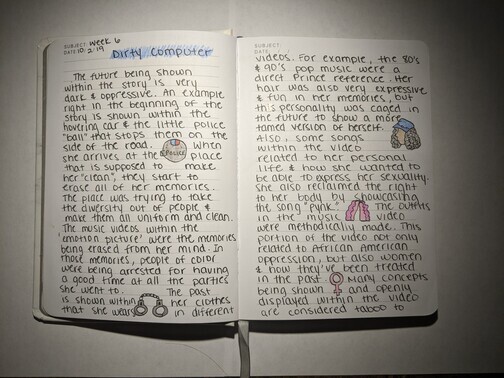 SUBJECT: Week 6
DATE: 10/2/19
Dirty Computer
The future being shown
within the story is very
dark & oppressive. An example
right in the beginning of the
story is shown within the
hovering car & the little police
"ball" that stops them on the
side of the road. When
she arrives at the place
POLICE
that is supposed to make
her "clean", they start to
erase all of her memories.
The place was trying to take
the diversity out of people &
make them all uniform and clean.
The music videos within the
"emotion picture" were the memories
being erased from her mind. In
those memories, people of color
were being arrested for having
a good time at all the parties
she went to. The past
is shown within her clothes
that she wears in different
SUBJECT:
DATE:
videos. For example, the 80's
& 90's pop music were a
direct Prince reference. Her
hair was also very expressive
& fun in her memories, but
this personality was caged in
the future to show a more
tamed version of herself.
Also, some songs
within the video
related to her personal
life & how she wanted to
be able to express her sexuality.
She also reclaimed the right
to her body by showcasing
the song "Pynk". The outfits
in the music video
were methodically made. This
portion of the video not only
related to African American
oppression, but also women
& how they've been treated
in the past. Many concepts
being shown and openly
displayed within the video
are considered taboo to